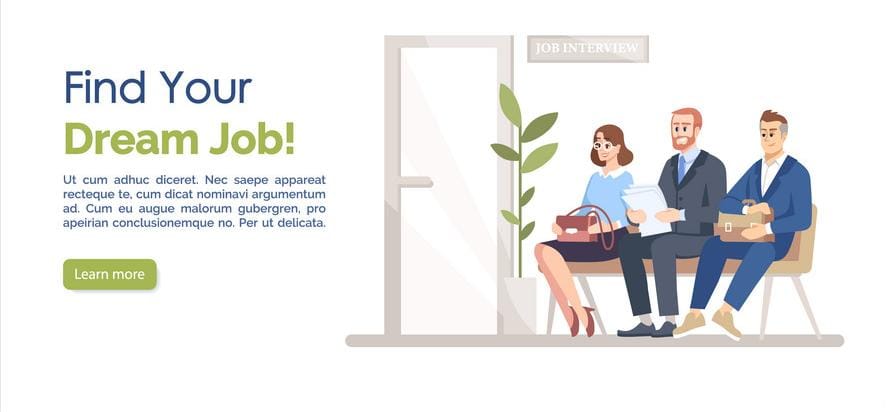 Find Your
Dream Job!
Ut cum adhuc diceret. Nec saepe appareat
recteque te, cum dicat nominavi argumentum
ad. Cum eu augue malorum gubergren, pro
apeirian conclusionemque no. Per ut delicata.
Learn more
JOB INTERVIEW